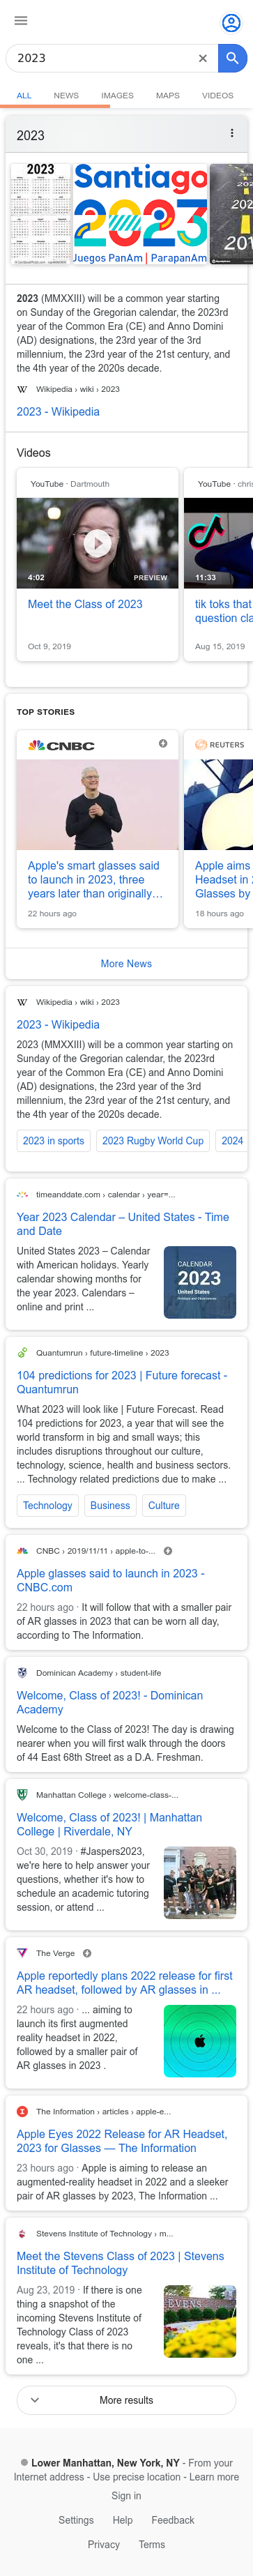 2023
ALL NEWS IMAGES MAPS VIDEOS
2023
2023
Santiago
2023
Juegos PanAm | ParapanAm
2023 (MMXXIII) will be a common year starting
on Sunday of the Gregorian calendar, the 2023rd
year of the Common Era (CE) and Anno Domini
(AD) designations, the 23rd year of the 3rd
millennium, the 23rd year of the 21st century, and
the 4th year of the 2020s decade.
W Wikipedia › wiki › 2023
2023 - Wikipedia
Videos
YouTube · Dartmouth
4:02 PREVIEW
Meet the Class of 2023
Oct 9, 2019
YouTube · chris
11:33
tik toks that
question cla
Aug 15, 2019
TOP STORIES
CNBC
Apple's smart glasses said
to launch in 2023, three
years later than originally…
22 hours ago
REUTERS
Apple aims
Headset in 2
Glasses by
18 hours ago
More News
W Wikipedia › wiki › 2023
2023 - Wikipedia
2023 (MMXXIII) will be a common year starting on
Sunday of the Gregorian calendar, the 2023rd
year of the Common Era (CE) and Anno Domini
(AD) designations, the 23rd year of the 3rd
millennium, the 23rd year of the 21st century, and
the 4th year of the 2020s decade.
2023 in sports 2023 Rugby World Cup 2024
timeanddate.com › calendar › year=...
Year 2023 Calendar – United States - Time
and Date
United States 2023 – Calendar
with American holidays. Yearly
calendar showing months for
the year 2023. Calendars –
online and print ...
CALENDAR
2023
United States
Quantumrun › future-timeline › 2023
104 predictions for 2023 | Future forecast -
Quantumrun
What 2023 will look like | Future Forecast. Read
104 predictions for 2023, a year that will see the
world transform in big and small ways; this
includes disruptions throughout our culture,
technology, science, health and business sectors.
... Technology related predictions due to make ...
Technology Business Culture
CNBC › 2019/11/11 › apple-to-...
Apple glasses said to launch in 2023 -
CNBC.com
22 hours ago · It will follow that with a smaller pair
of AR glasses in 2023 that can be worn all day,
according to The Information.
Dominican Academy › student-life
Welcome, Class of 2023! - Dominican
Academy
Welcome to the Class of 2023! The day is drawing
nearer when you will first walk through the doors
of 44 East 68th Street as a D.A. Freshman.
Manhattan College › welcome-class-...
Welcome, Class of 2023! | Manhattan
College | Riverdale, NY
Oct 30, 2019 · #Jaspers2023,
we're here to help answer your
questions, whether it's how to
schedule an academic tutoring
session, or attend ...
The Verge
Apple reportedly plans 2022 release for first
AR headset, followed by AR glasses in ...
22 hours ago · ... aiming to
launch its first augmented
reality headset in 2022,
followed by a smaller pair of
AR glasses in 2023 .
The Information › articles › apple-e...
Apple Eyes 2022 Release for AR Headset,
2023 for Glasses — The Information
23 hours ago · Apple is aiming to release an
augmented-reality headset in 2022 and a sleeker
pair of AR glasses by 2023, The Information ...
Stevens Institute of Technology › m...
Meet the Stevens Class of 2023 | Stevens
Institute of Technology
Aug 23, 2019 · If there is one
thing a snapshot of the
incoming Stevens Institute of
Technology Class of 2023
reveals, it's that there is no
one ...
EVENS
More results
Lower Manhattan, New York, NY - From your
Internet address - Use precise location - Learn more
Sign in
Settings Help Feedback
Privacy Terms